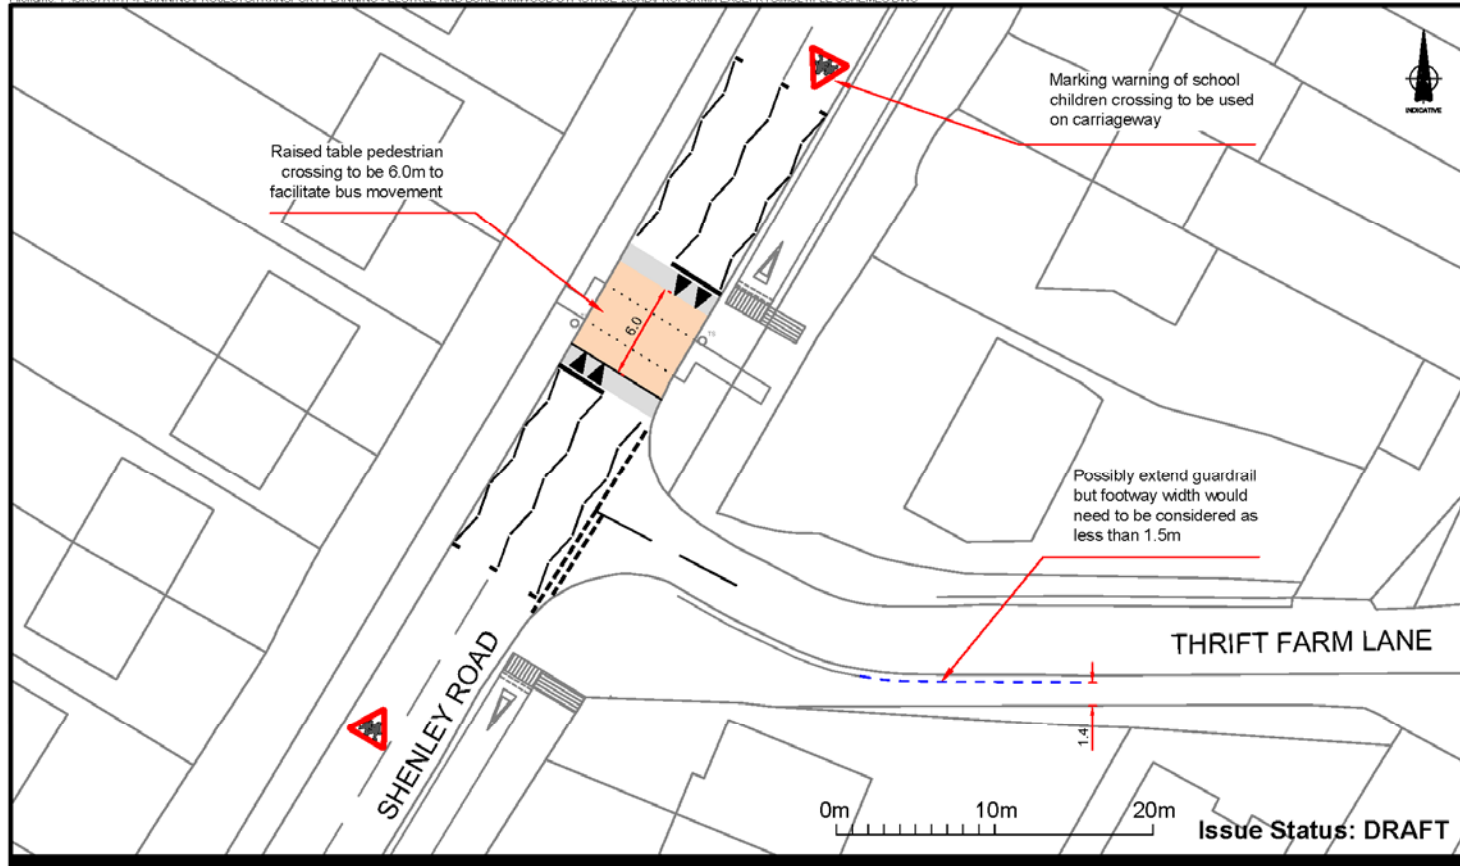 Marking warning of school
children crossing to be used
on carriageway
INDICATIVE
Raised table pedestrian
crossing to be 6.0m to
facilitate bus movement
6.0
Possibly extend guardrail
but footway width would
need to be considered as
less than 1.5m
THRIFT FARM LANE
SHENLEY ROAD
1.4
0m 10m 20m
Issue Status: DRAFT